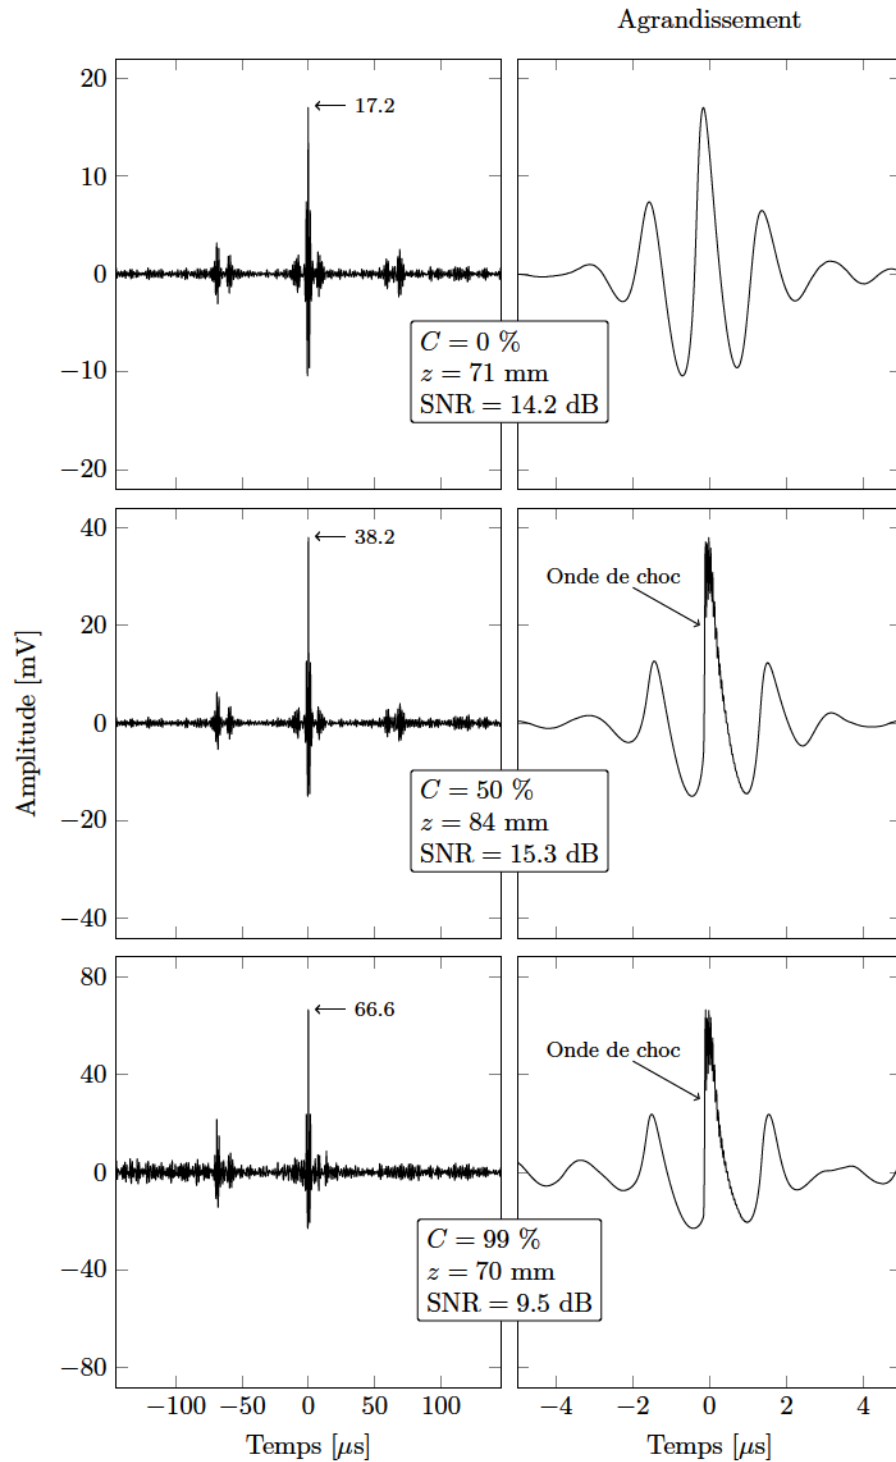 Agrandissement
20
17.2
10
0
−10
−20
C = 0 %
z = 71 mm
SNR = 14.2 dB
40
38.2
Onde de choc
20
0
−20
−40
C = 50 %
z = 84 mm
SNR = 15.3 dB
Amplitude [mV]
80
66.6
Onde de choc
40
0
−40
−80
C = 99 %
z = 70 mm
SNR = 9.5 dB
−100 −50 0 50 100
−4 −2 0 2 4
Temps [μs]
Temps [μs]